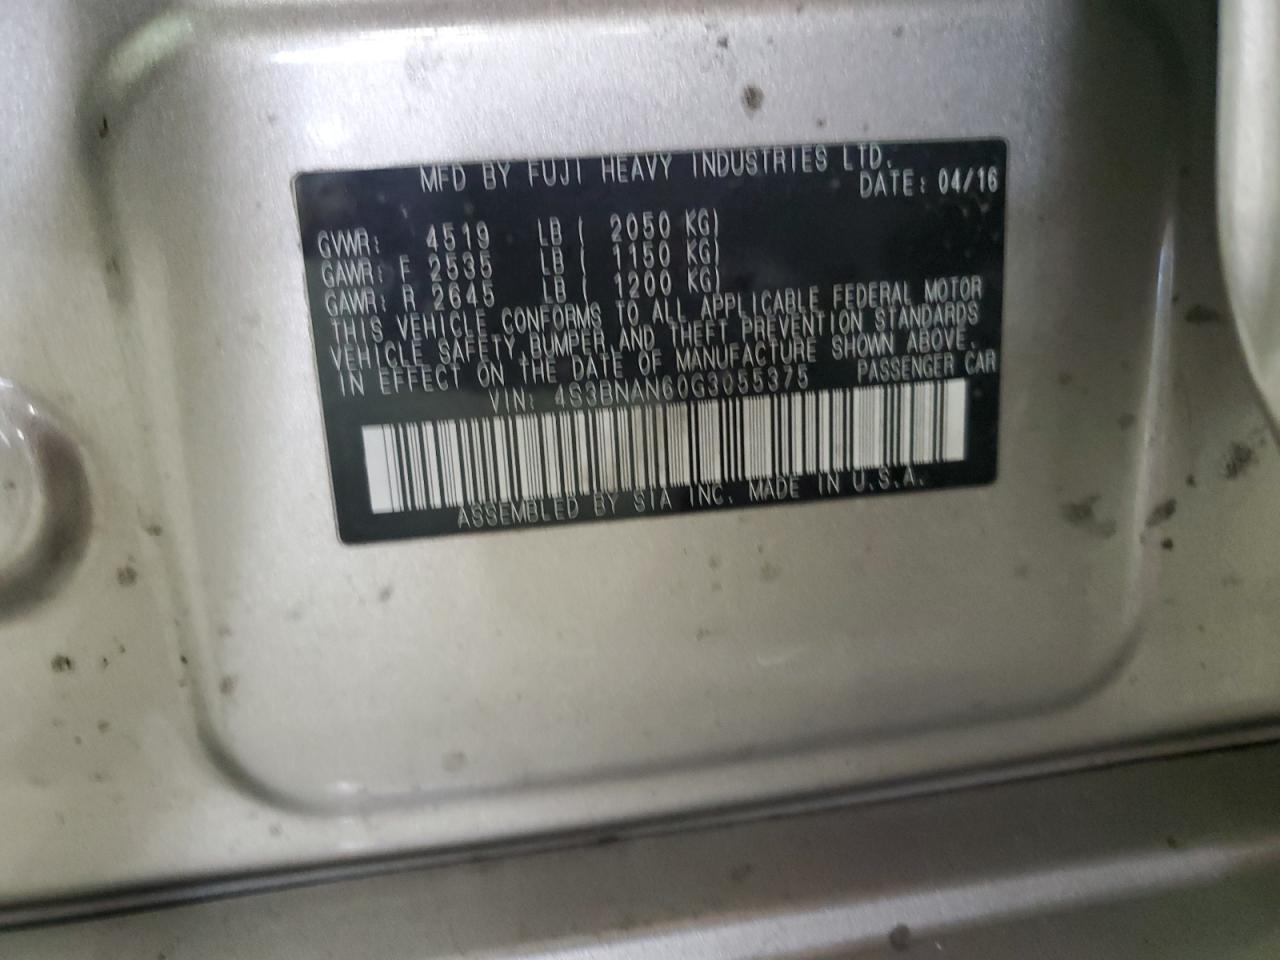 MFD BY FUJI HEAVY INDUSTRIES LTD.
DATE: 04/16
GVWR: 4519 LB ( 2050 KG)
GAWR: F 2535 LB ( 1150 KG)
GAWR: R 2645 LB ( 1200 KG)
THIS VEHICLE CONFORMS TO ALL APPLICABLE FEDERAL MOTOR
VEHICLE SAFETY, BUMPER, AND THEFT PREVENTION STANDARDS
IN EFFECT ON THE DATE OF MANUFACTURE SHOWN ABOVE.
VIN: 4S3BNAN60G3055375 PASSENGER CAR
ASSEMBLED BY SIA INC. MADE IN U.S.A.